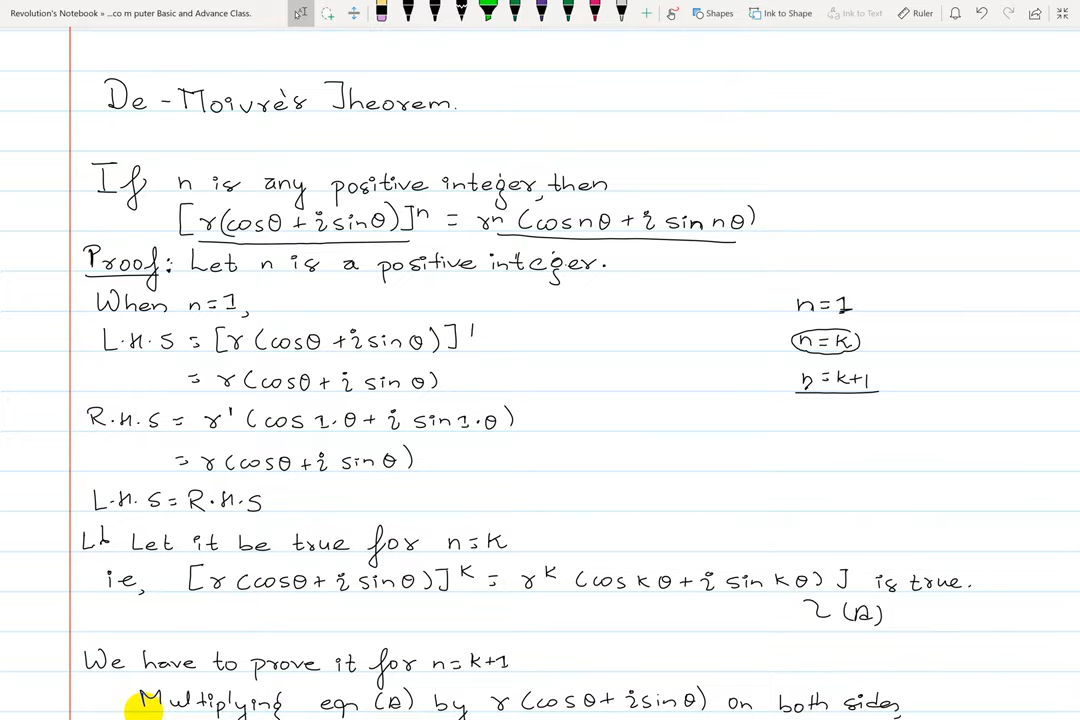 Revolution's Notebook » ...co m puter Basic and Advance Class.
Shapes Ink to Shape Ink to Text Ruler
De-Moivre's Theorem.
If n is any positive integer, then
[r(cosθ + i sinθ)]ⁿ = rⁿ (cos nθ + i sin nθ)
Proof: Let n is a positive integer.
When n=1,
n=1
L.H.S = [r(cosθ + i sinθ)]¹
n=k
= r(cosθ + i sinθ)
n=k+1
R.H.S = r¹ (cos 1.θ + i sin 1.θ)
= r(cosθ + i sinθ)
L.H.S = R.H.S
Let it be true for n=k
ie, [r(cosθ + i sinθ)]ᵏ = rᵏ (cos kθ + i sin kθ)] is true.
(A)
We have to prove it for n=k+1
Multiplying eqn (A) by r(cosθ + i sinθ) on both sides,